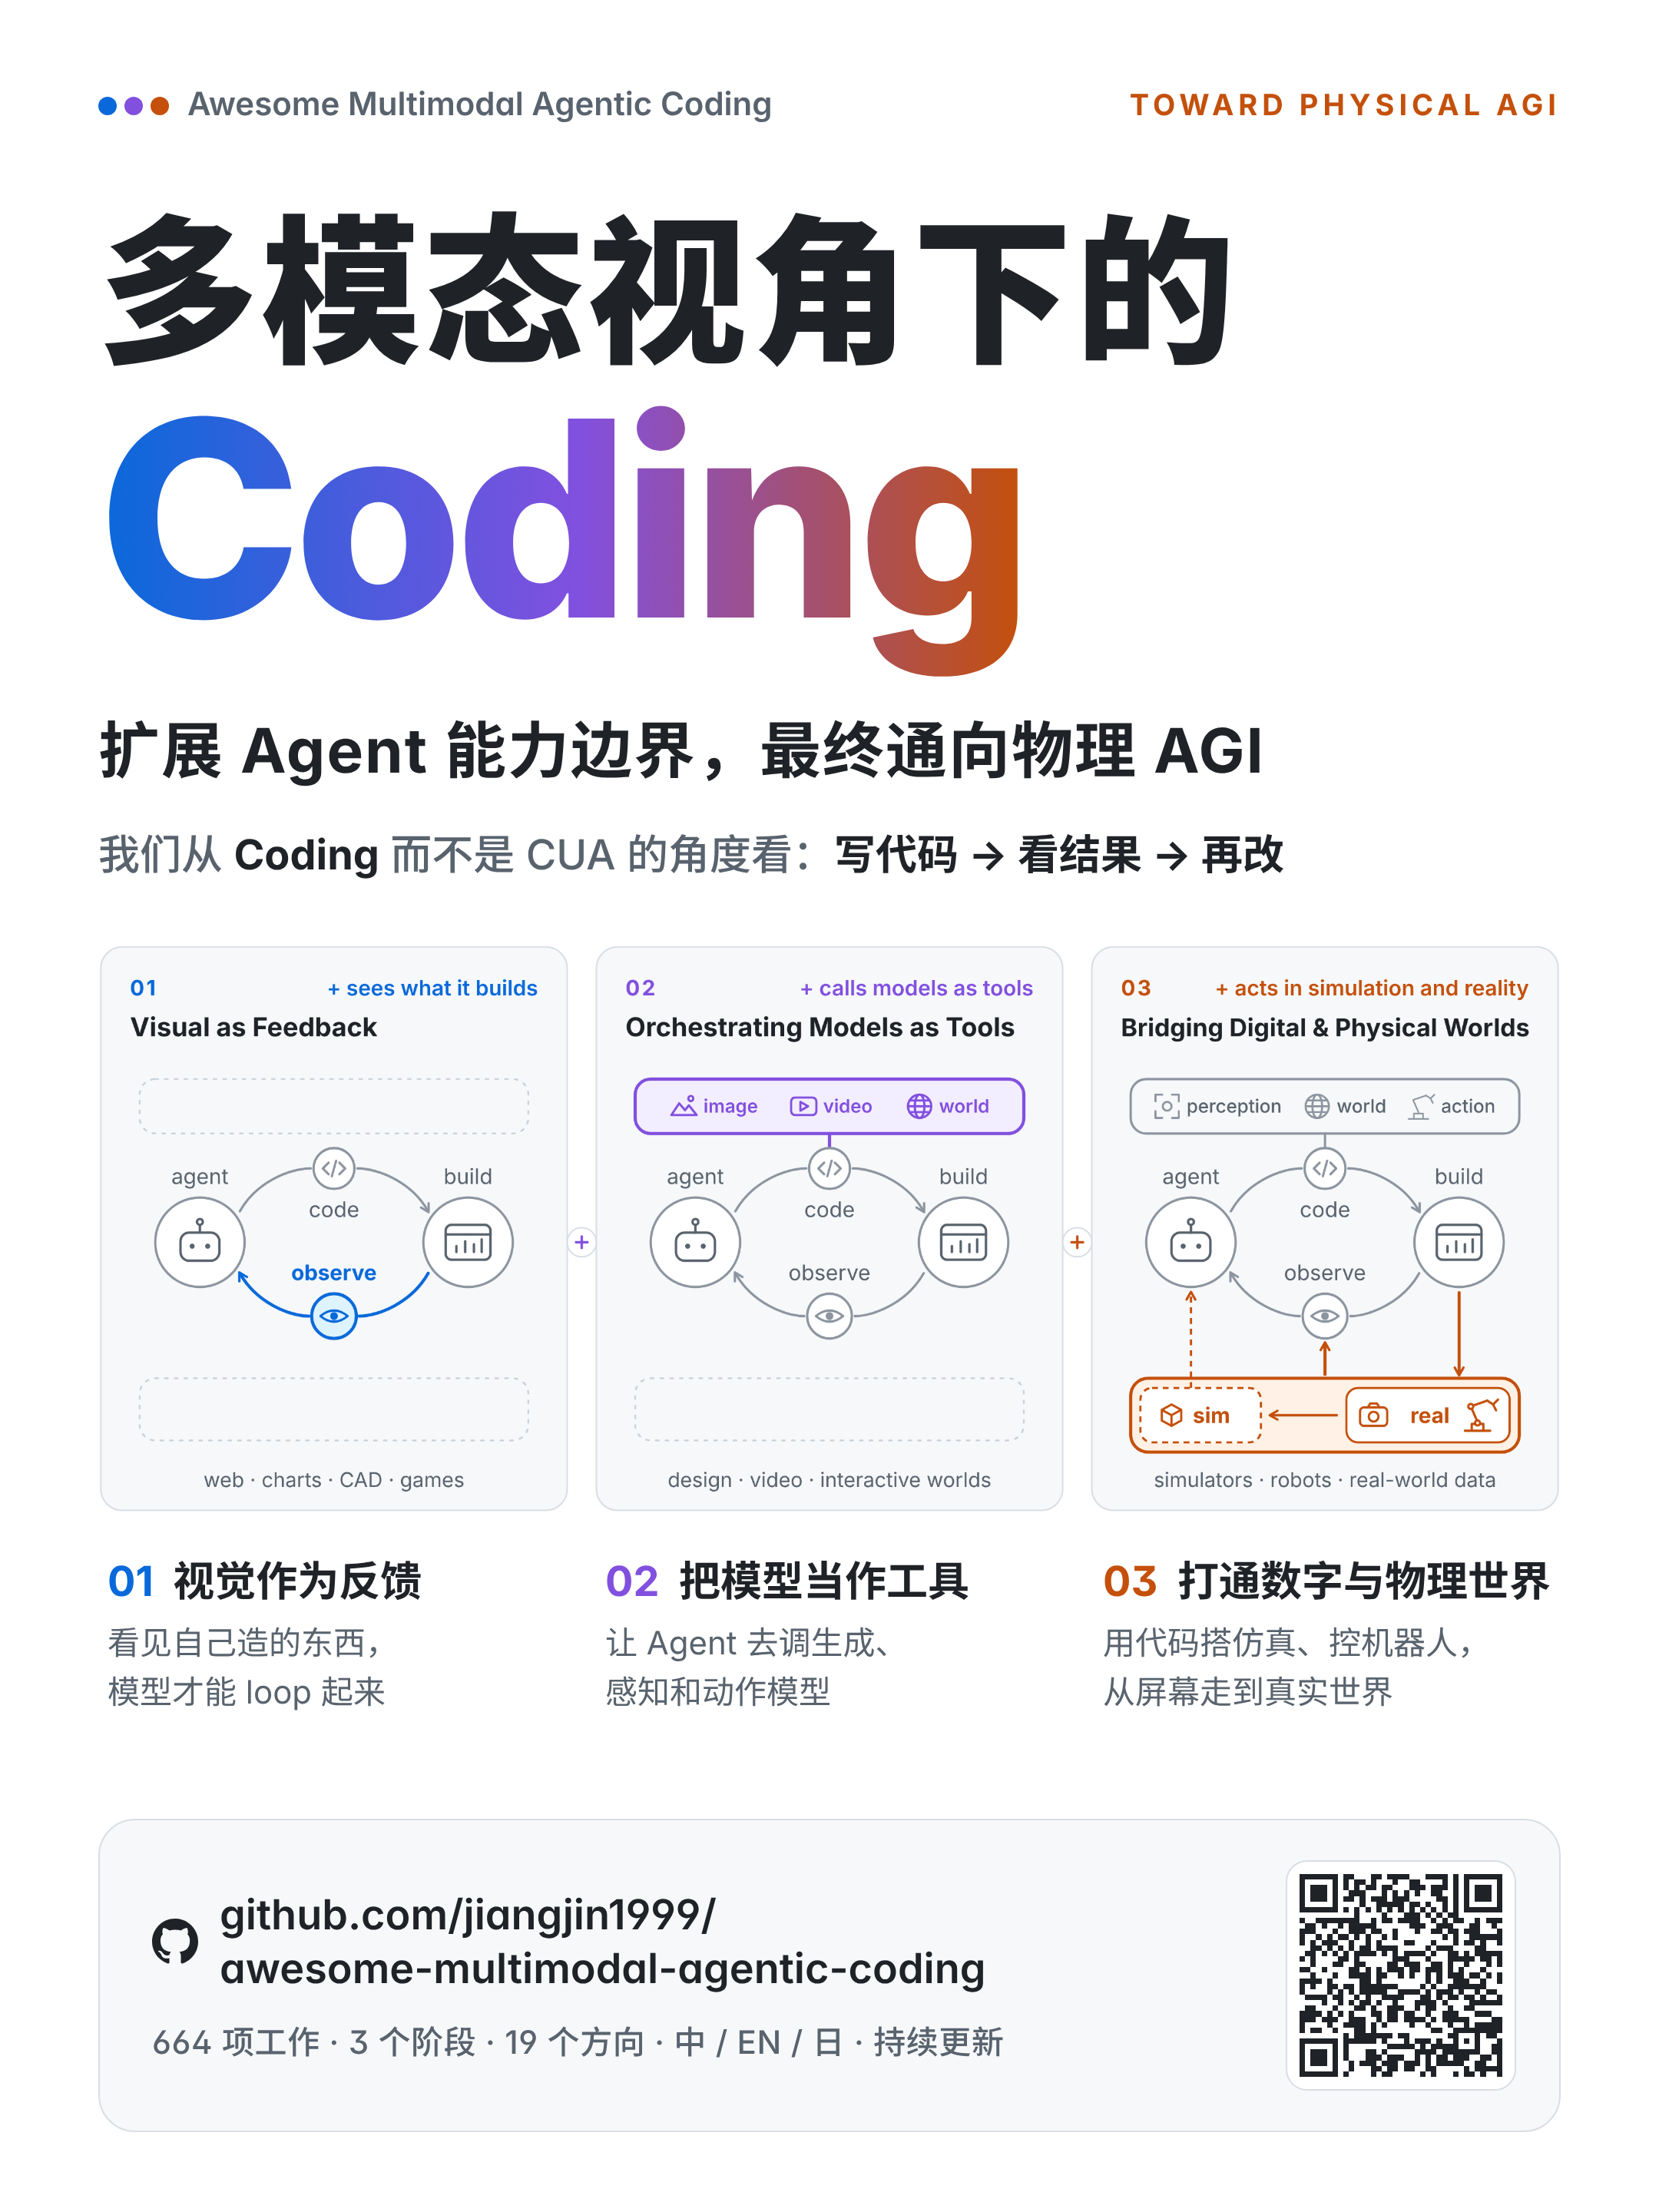 Awesome Multimodal Agentic Coding
TOWARD PHYSICAL AGI
多模态视角下的
Coding
扩展 Agent 能力边界，最终通向物理 AGI
我们从 Coding 而不是 CUA 的角度看：写代码 → 看结果 → 再改
01 + sees what it builds
Visual as Feedback
agent
build
code
observe
web · charts · CAD · games
+
02 + calls models as tools
Orchestrating Models as Tools
image video world
agent
build
code
observe
design · video · interactive worlds
+
03 + acts in simulation and reality
Bridging Digital & Physical Worlds
perception world action
agent
build
code
observe
sim real
simulators · robots · real-world data
01 视觉作为反馈
看见自己造的东西，
模型才能 loop 起来
02 把模型当作工具
让 Agent 去调生成、
感知和动作模型
03 打通数字与物理世界
用代码搭仿真、控机器人，
从屏幕走到真实世界
github.com/jiangjin1999/
awesome-multimodal-agentic-coding
664 项工作 · 3 个阶段 · 19 个方向 · 中 / EN / 日 · 持续更新